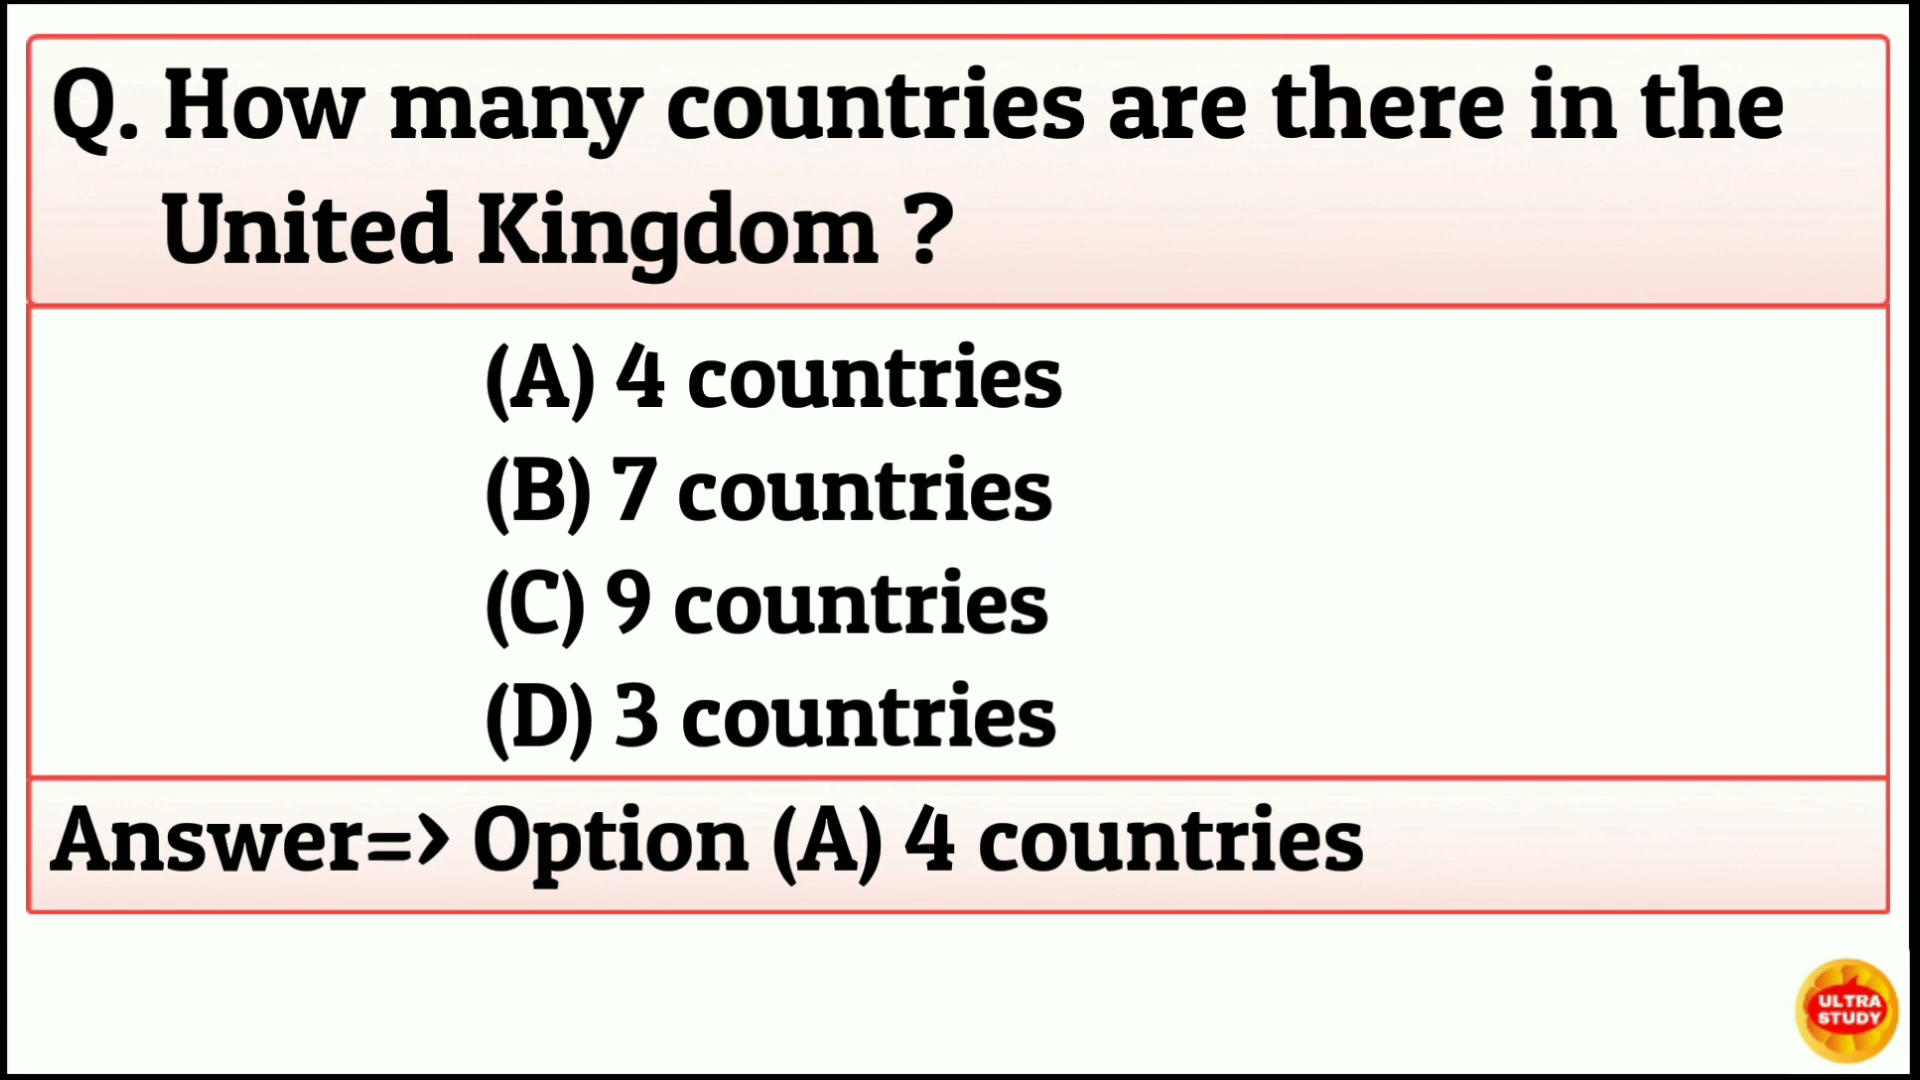 Q. How many countries are there in the
United Kingdom ?
(A) 4 countries
(B) 7 countries
(C) 9 countries
(D) 3 countries
Answer=> Option (A) 4 countries
ULTRA
STUDY